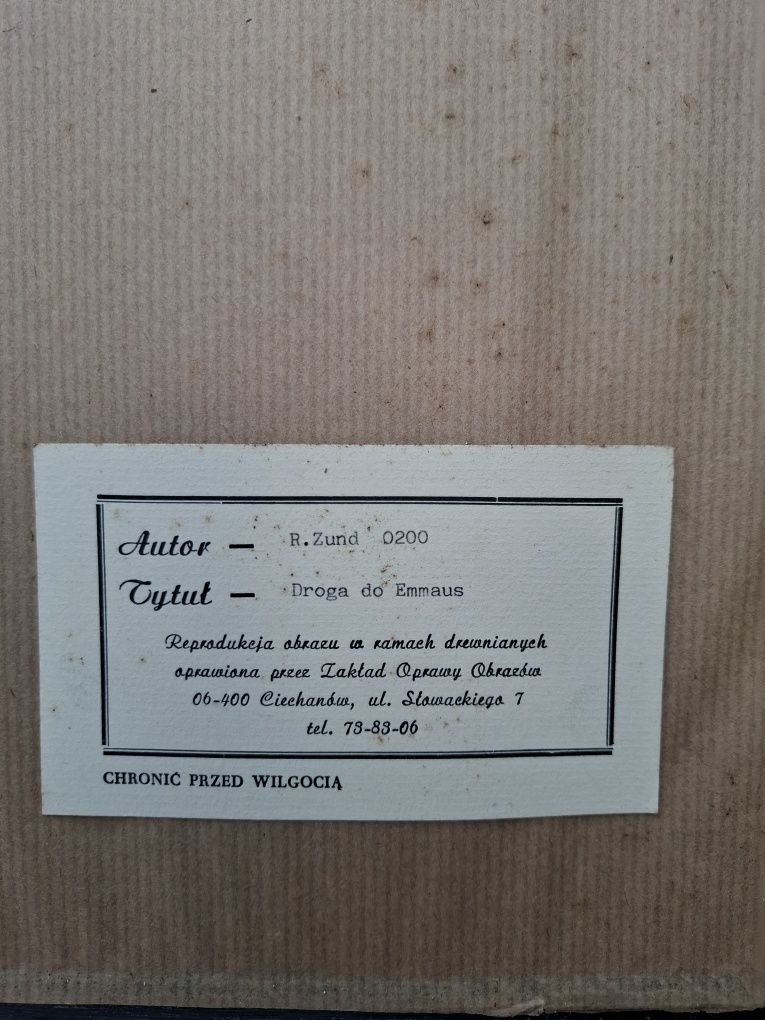 Autor — R.Zund 0200
Tytuł — Droga do Emmaus
Reprodukcja obrazu w ramach drewnianych
oprawiona przez Zakład Oprawy Obrazów
06-400 Ciechanów, ul. Słowackiego 7
tel. 73-83-06
CHRONIĆ PRZED WILGOCIĄ